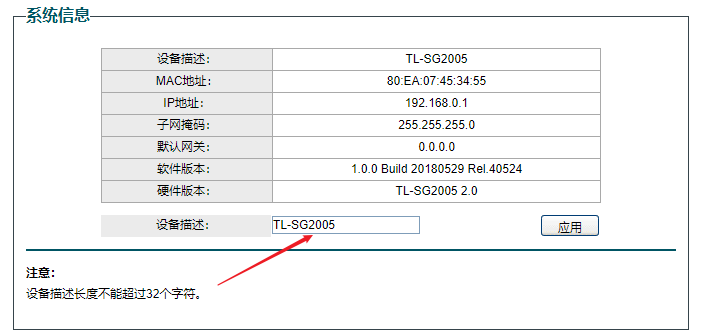 系统信息
设备描述： TL-SG2005
MAC地址： 80:EA:07:45:34:55
IP地址： 192.168.0.1
子网掩码： 255.255.255.0
默认网关： 0.0.0.0
软件版本： 1.0.0 Build 20180529 Rel.40524
硬件版本： TL-SG2005 2.0
设备描述： TL-SG2005 应用
注意：
设备描述长度不能超过32个字符。